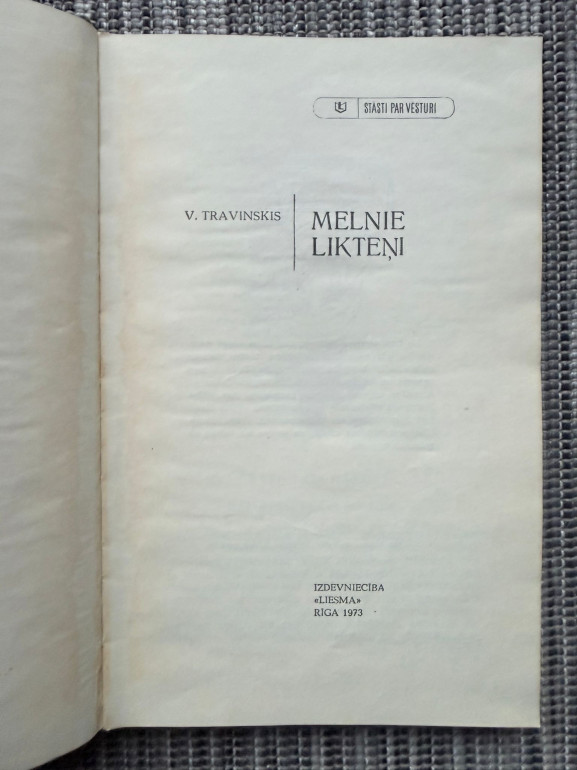 STĀSTI PAR VĒSTURI
V. TRAVINSKIS
MELNIE
LIKTEŅI
IZDEVNIECĪBA
«LIESMA»
RĪGA 1973